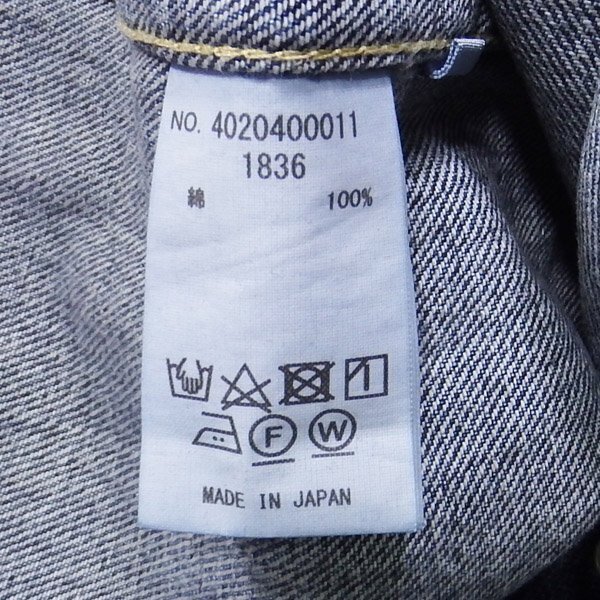 NO. 4020400011
1836
綿 100%
F W
MADE IN JAPAN